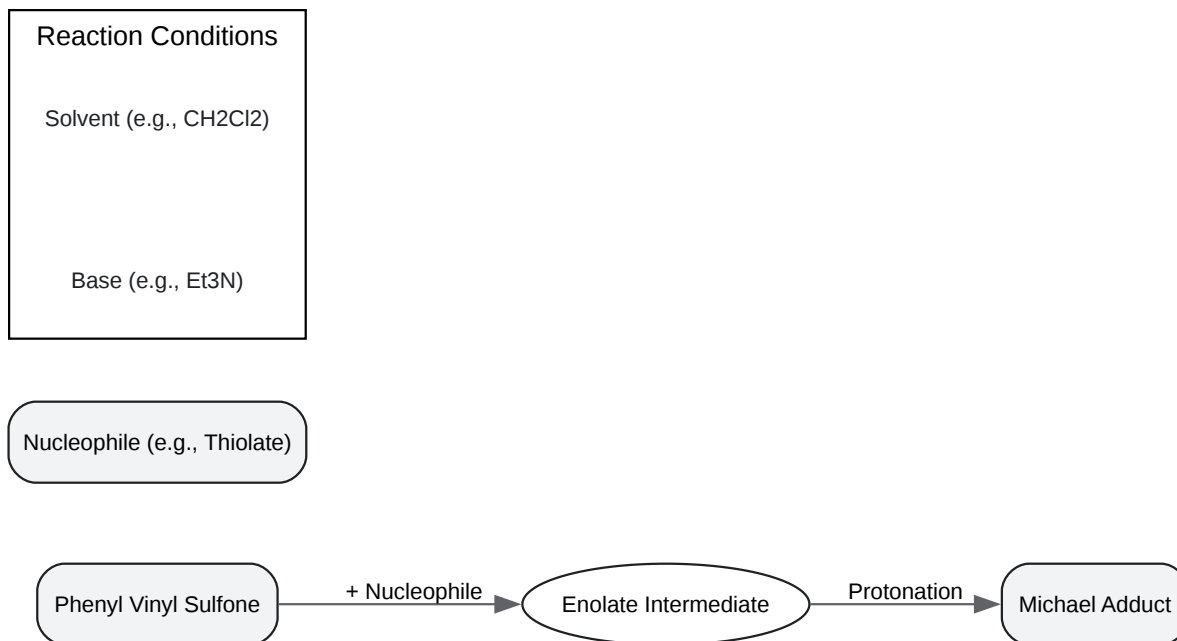 Reaction Conditions
Solvent (e.g., CH2Cl2)
Base (e.g., Et3N)
Nucleophile (e.g., Thiolate)
Phenyl Vinyl Sulfone
+ Nucleophile
Enolate Intermediate
Protonation
Michael Adduct